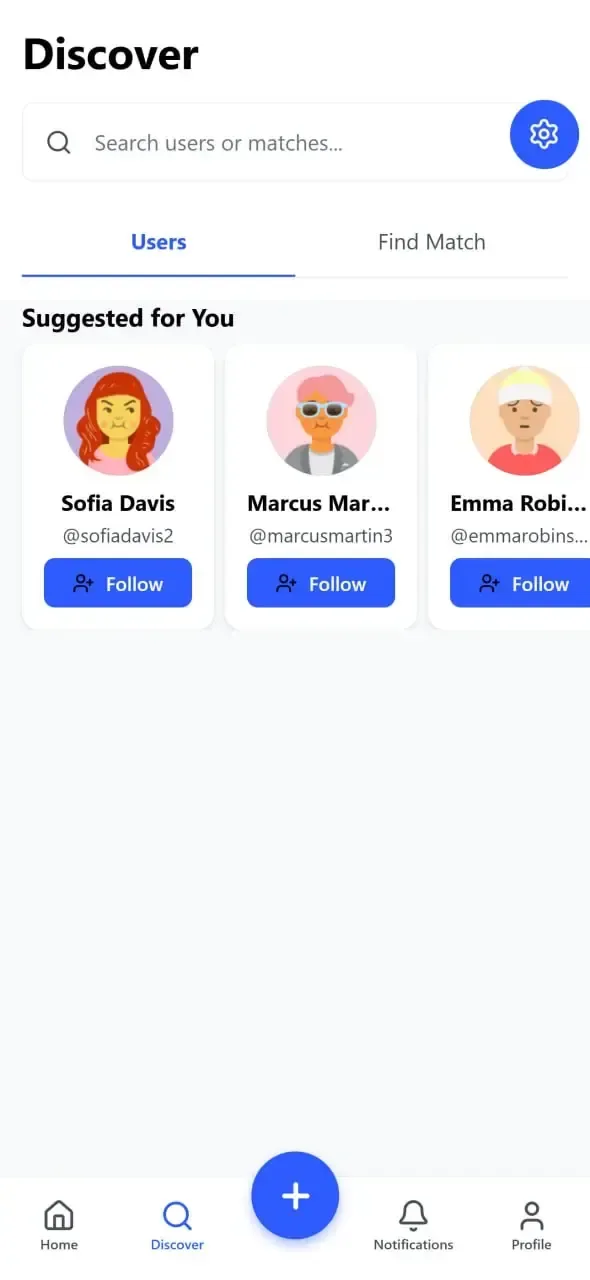 Discover
Search users or matches...
Users Find Match
Suggested for You
Sofia Davis Marcus Mar... Emma Robi...
@sofiadavis2 @marcusmartin3 @emmarobins...
Follow Follow Follow
Home Discover Notifications Profile